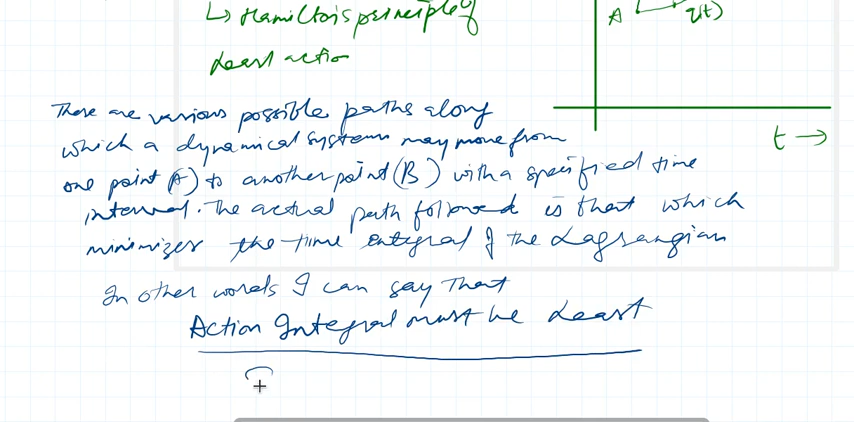 ↳ Hamilton's principle of
Least action
A
q(t)
t →
There are various possible paths along
which a dynamical system may move from
one point (A) to another point (B) with a specified time
interval. The actual path followed is that which
minimizes the time integral of the Lagrangian
In other words I can say that
Action Integral must be Least